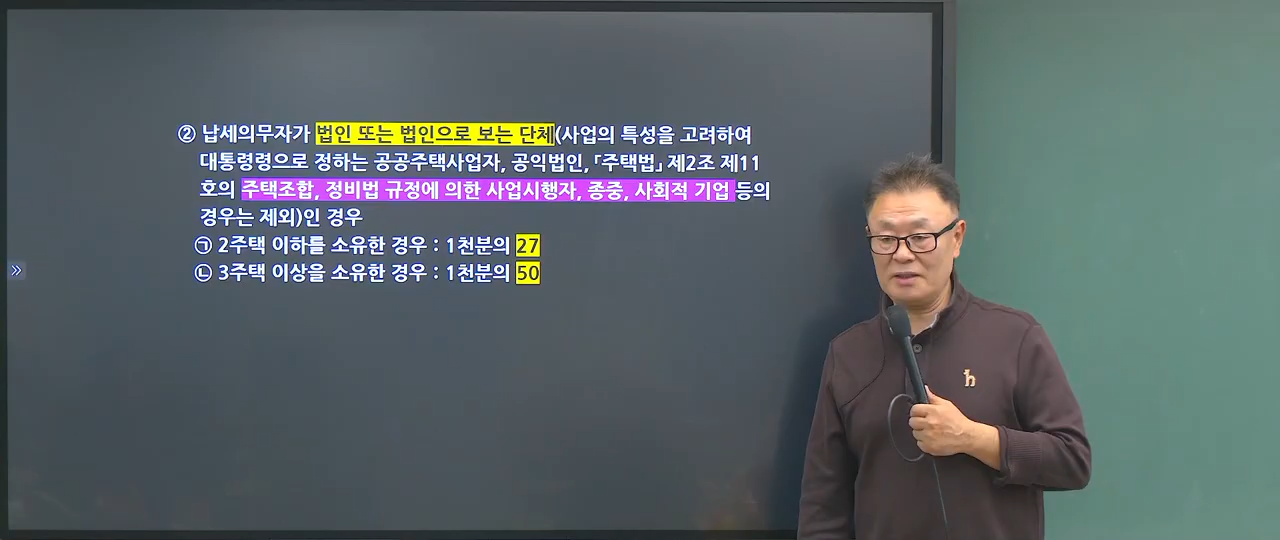 ② 납세의무자가 법인 또는 법인으로 보는 단체(사업의 특성을 고려하여
대통령령으로 정하는 공공주택사업자, 공익법인, 「주택법」 제2조 제11
호의 주택조합, 정비법 규정에 의한 사업시행자, 종중, 사회적 기업 등의
경우는 제외)인 경우
㉠ 2주택 이하를 소유한 경우 : 1천분의 27
㉡ 3주택 이상을 소유한 경우 : 1천분의 50
h